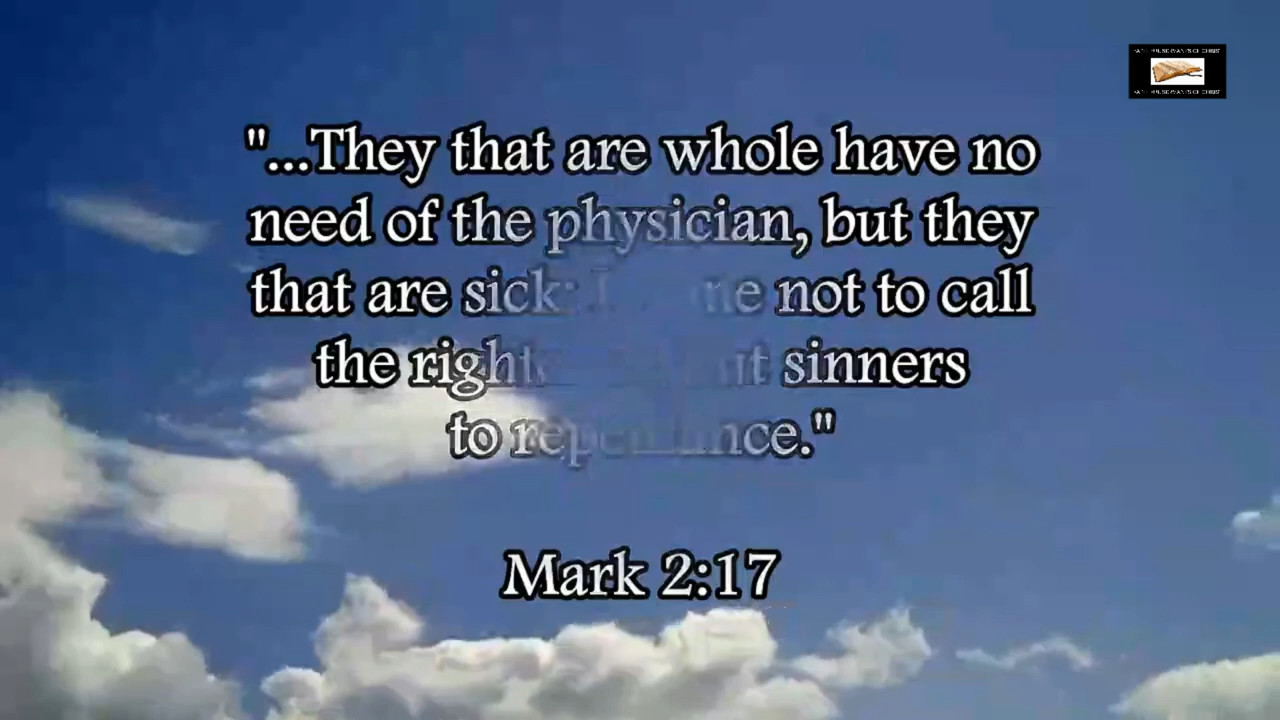 "...They that are whole have no
need of the physician, but they
that are sick: not to call
the sinners
to repentance."
Mark 2:17